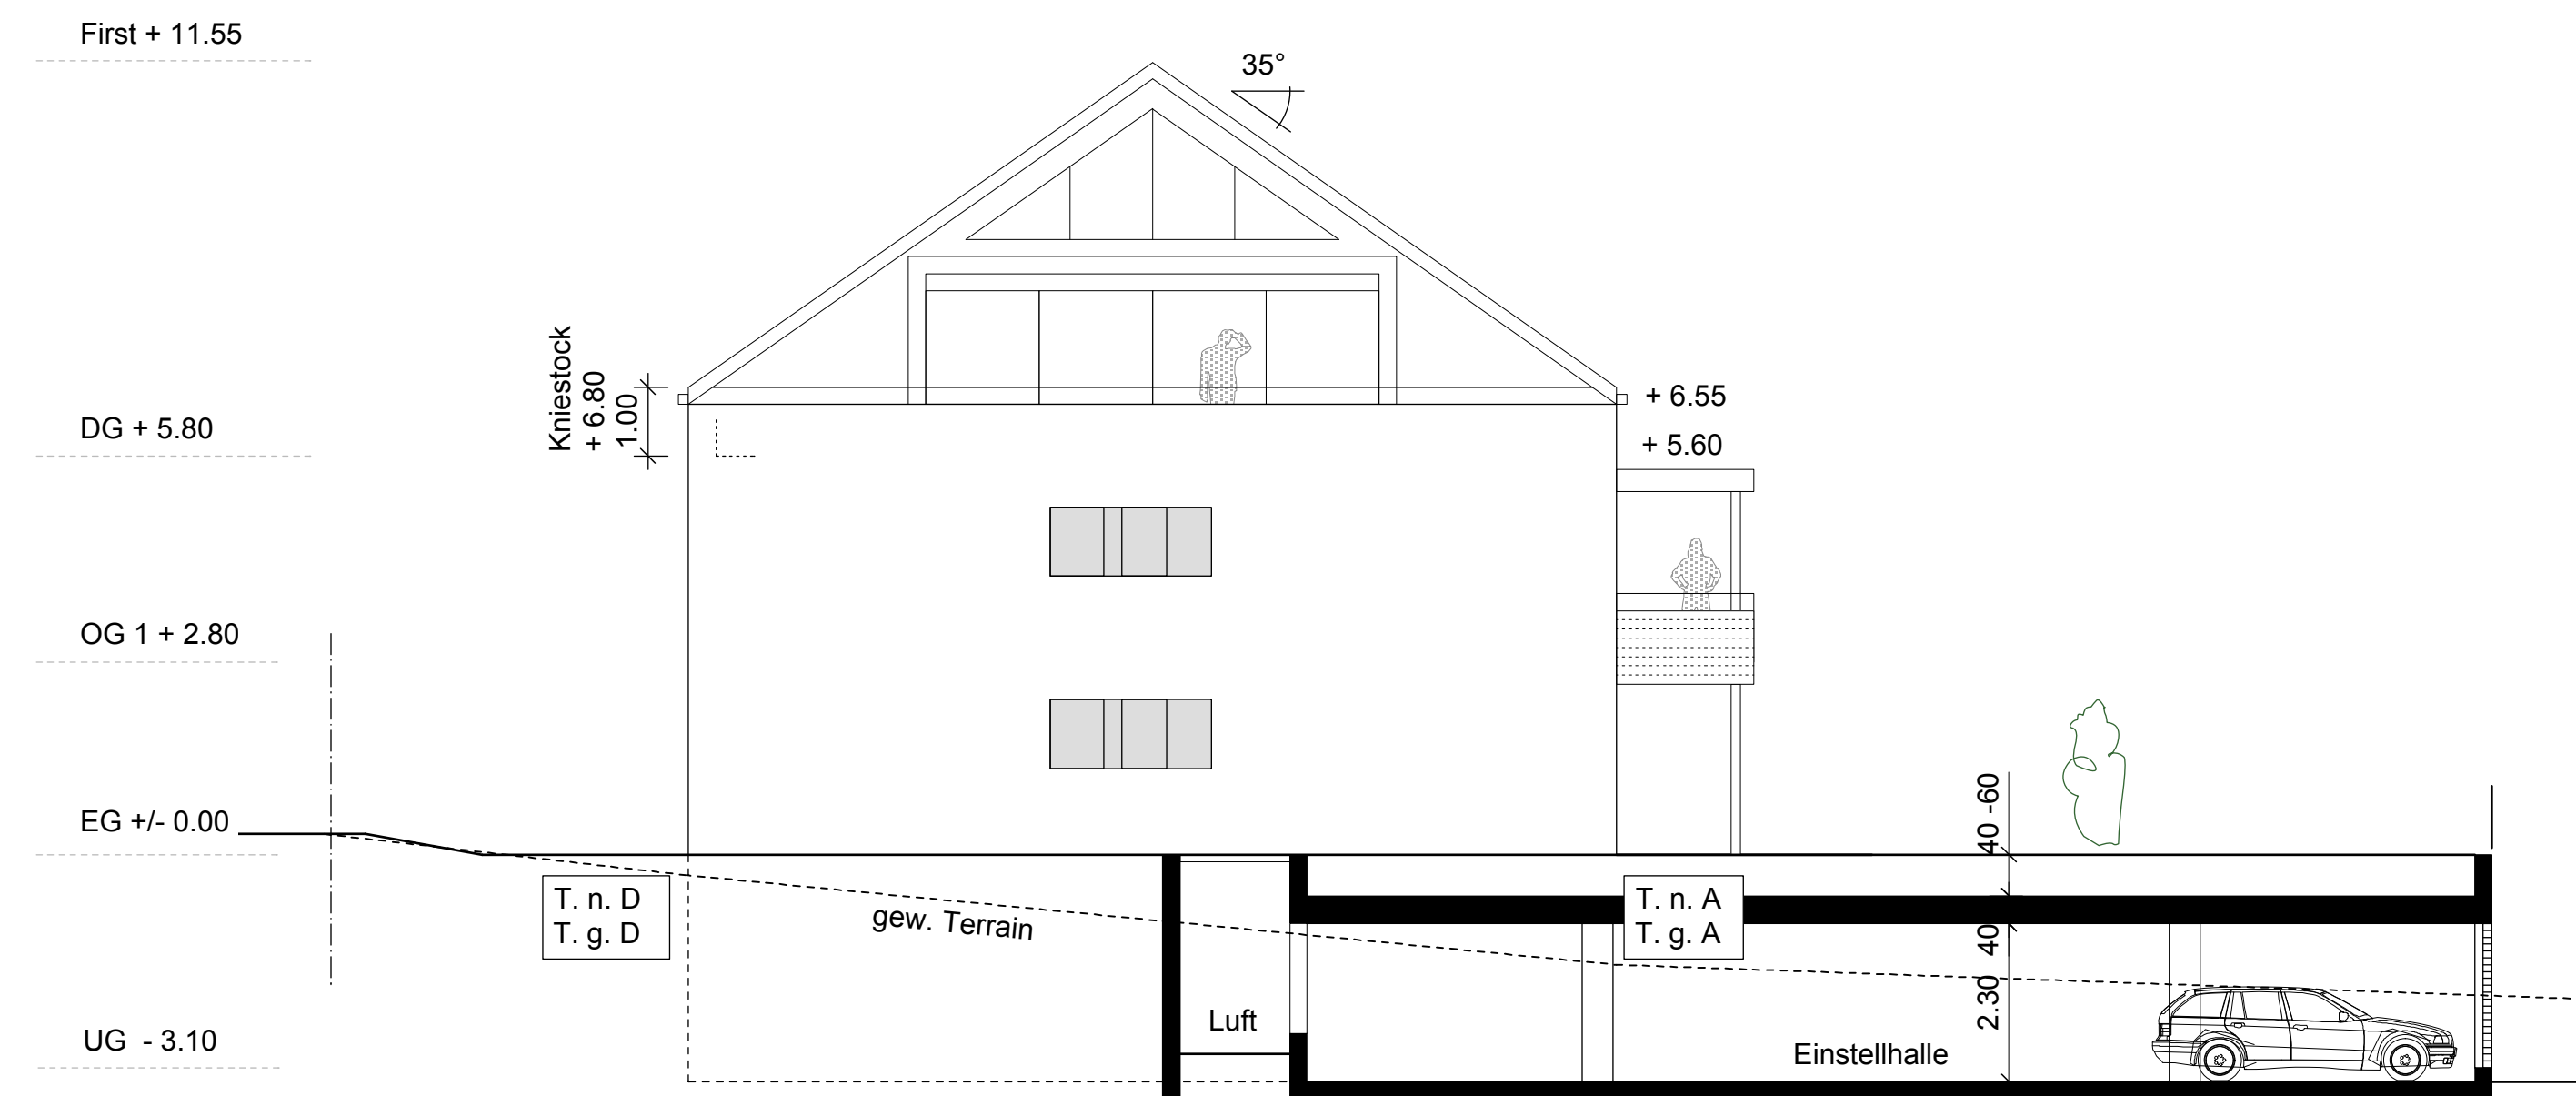 First + 11.55
35°
Kniestock
+ 6.80
1.00
+ 6.55
DG + 5.80
+ 5.60
OG 1 + 2.80
EG +/- 0.00
40 -60
T. n. D
T. g. D
gew. Terrain
T. n. A
T. g. A
40
2.30
Luft
UG - 3.10
Einstellhalle